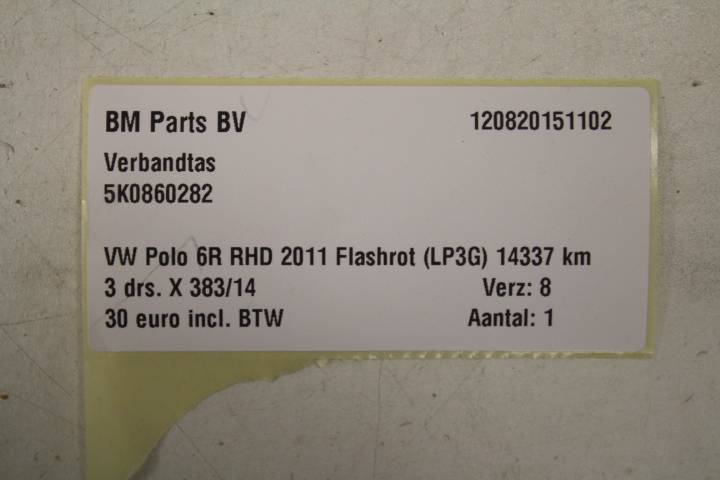 BM Parts BV 120820151102
Verbandtas
5K0860282
VW Polo 6R RHD 2011 Flashrot (LP3G) 14337 km
3 drs. X 383/14 Verz: 8
30 euro incl. BTW Aantal: 1